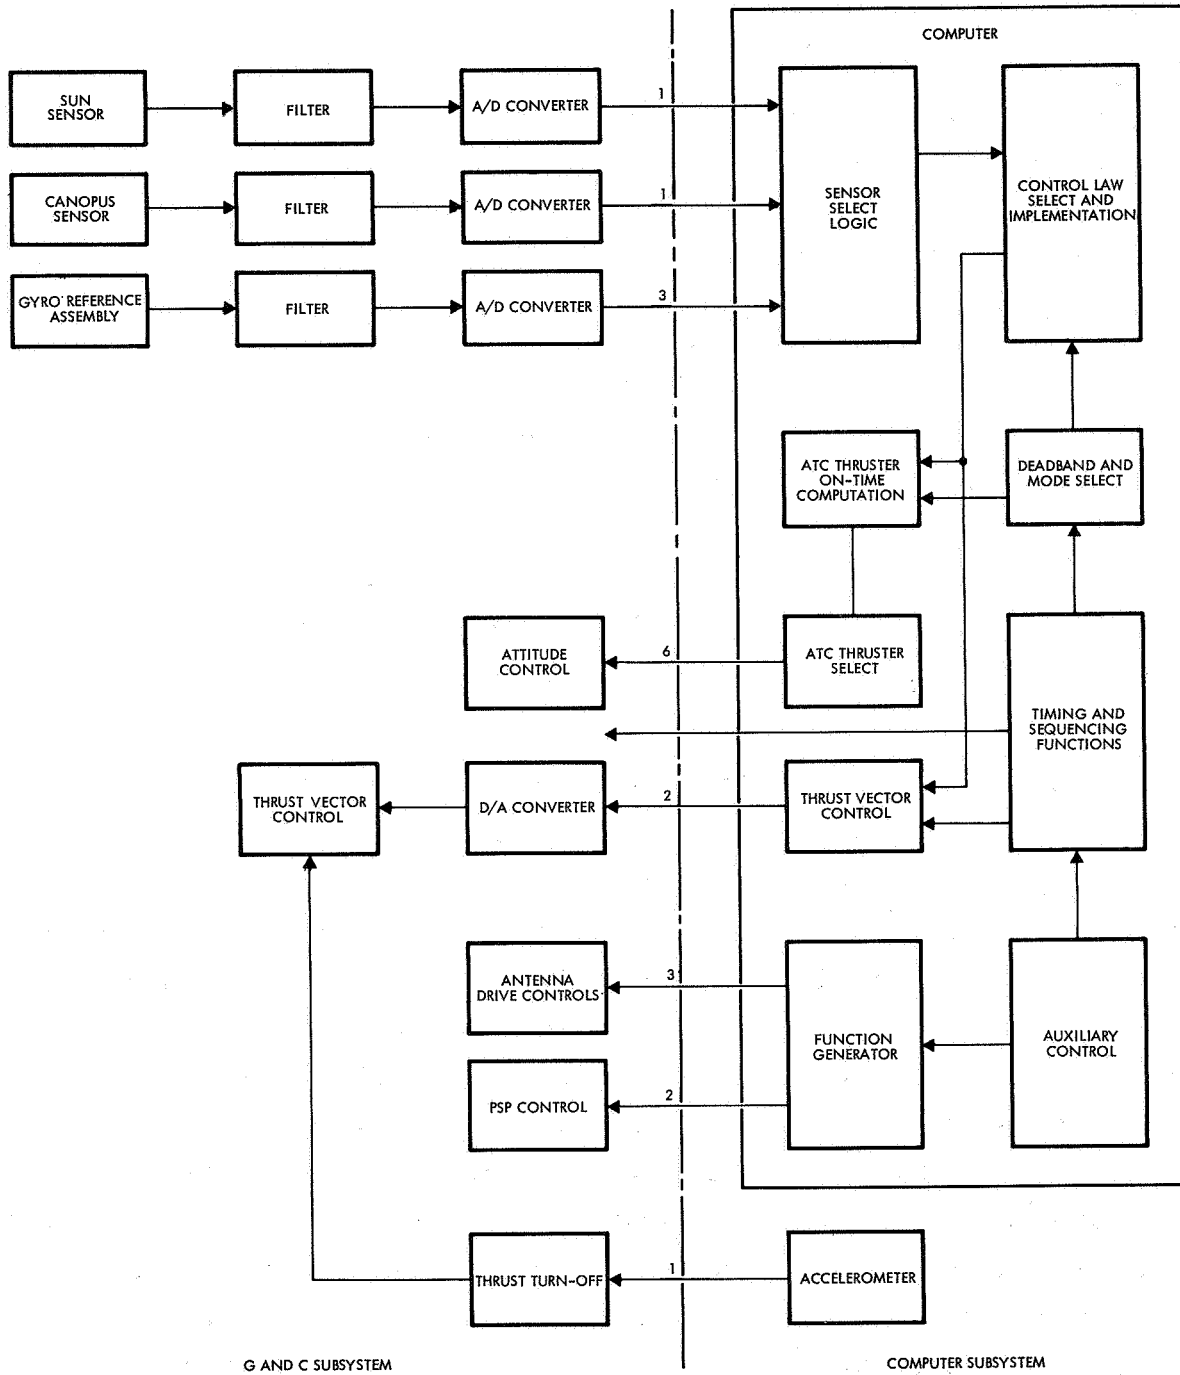 COMPUTER
SUN
SENSOR
FILTER
A/D CONVERTER
1
CANOPUS
SENSOR
FILTER
A/D CONVERTER
1
GYRO REFERENCE
ASSEMBLY
FILTER
A/D CONVERTER
3
SENSOR
SELECT
LOGIC
CONTROL LAW
SELECT AND
IMPLEMENTATION
ATC THRUSTER
ON-TIME
COMPUTATION
DEADBAND AND
MODE SELECT
ATTITUDE
CONTROL
6
ATC THRUSTER
SELECT
TIMING AND
SEQUENCING
FUNCTIONS
THRUST VECTOR
CONTROL
D/A CONVERTER
2
THRUST VECTOR
CONTROL
ANTENNA
DRIVE CONTROLS
3
PSP CONTROL
2
FUNCTION
GENERATOR
AUXILIARY
CONTROL
THRUST TURN-OFF
1
ACCELEROMETER
G AND C SUBSYSTEM
COMPUTER SUBSYSTEM